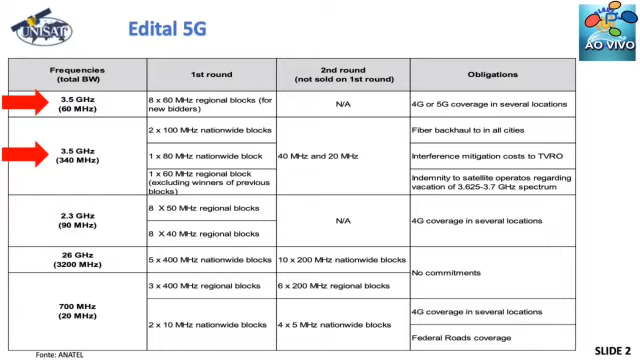 UNISAT
Edital 5G
AO VIVO
Frequencies
(total BW)
1st round
2nd round
(not sold on 1st round)
Obligations
3.5 GHz
(60 MHz)
8 x 60 MHz regional blocks (for
new bidders)
N/A
4G or 5G coverage in several locations
3.5 GHz
(340 MHz)
2 x 100 MHz nationwide blocks
1 x 80 MHz nationwide block
1 x 60 MHz regional block
(excluding winners of previous
blocks)
40 MHz and 20 MHz
Fiber backhaul to in all cities
Interference mitigation costs to TVRO
Indemnity to satellite operatos regarding
vacation of 3.625-3.7 GHz spectrum
2.3 GHz
(90 MHz)
8 X 50 MHz regional blocks
8 X 40 MHz regional blocks
N/A
4G coverage in several locations
26 GHz
(3200 MHz)
5 x 400 MHz nationwide blocks
10 x 200 MHz nationwide blocks
No commitments
3 x 400 MHz regional blocks
6 x 200 MHz regional blocks
700 MHz
(20 MHz)
2 x 10 MHz nationwide blocks
4 x 5 MHz nationwide blocks
4G coverage in several locations
Federal Roads coverage
Fonte: ANATEL
SLIDE 2